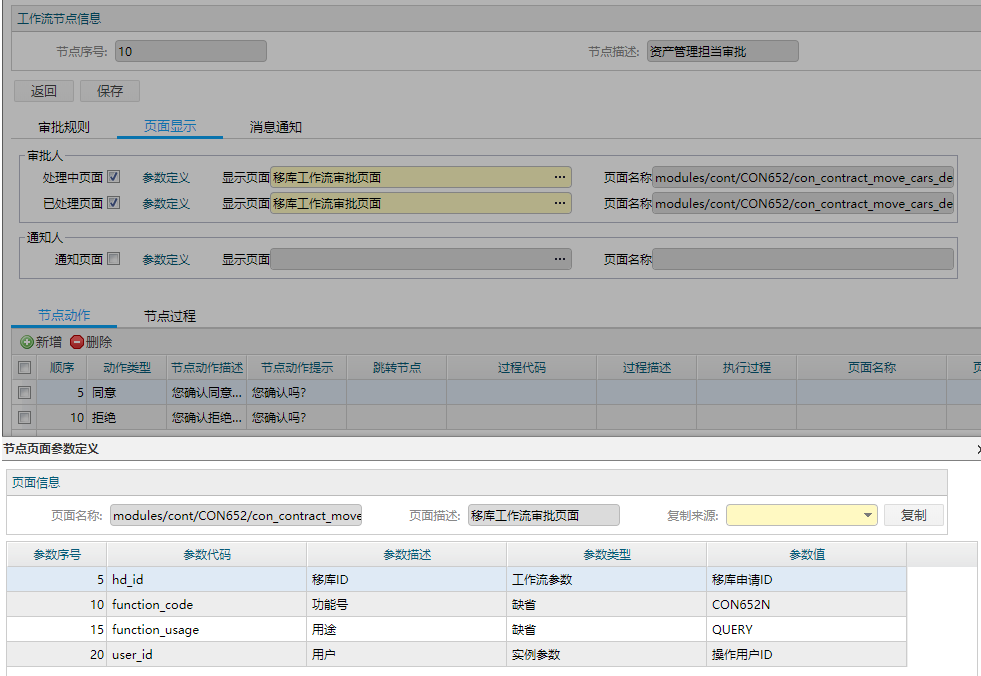 工作流节点信息
节点序号: 10 节点描述: 资产管理担当审批
返回 保存
审批规则 页面显示 消息通知
审批人
处理中页面 参数定义 显示页面 移库工作流审批页面 ··· 页面名称 modules/cont/CON652/con_contract_move_cars_de
已处理页面 参数定义 显示页面 移库工作流审批页面 ··· 页面名称 modules/cont/CON652/con_contract_move_cars_de
通知人
通知页面 参数定义 显示页面 ··· 页面名称
节点动作 节点过程
新增 删除
顺序 动作类型 节点动作描述 节点动作提示 跳转节点 过程代码 过程描述 执行过程 页面名称
5 同意 您确认同意... 您确认吗?
10 拒绝 您确认拒绝... 您确认吗?
节点页面参数定义
页面信息
页面名称: modules/cont/CON652/con_contract_move 页面描述: 移库工作流审批页面 复制来源: 复制
参数序号 参数代码 参数描述 参数类型 参数值
5 hd_id 移库ID 工作流参数 移库申请ID
10 function_code 功能号 缺省 CON652N
15 function_usage 用途 缺省 QUERY
20 user_id 用户 实例参数 操作用户ID